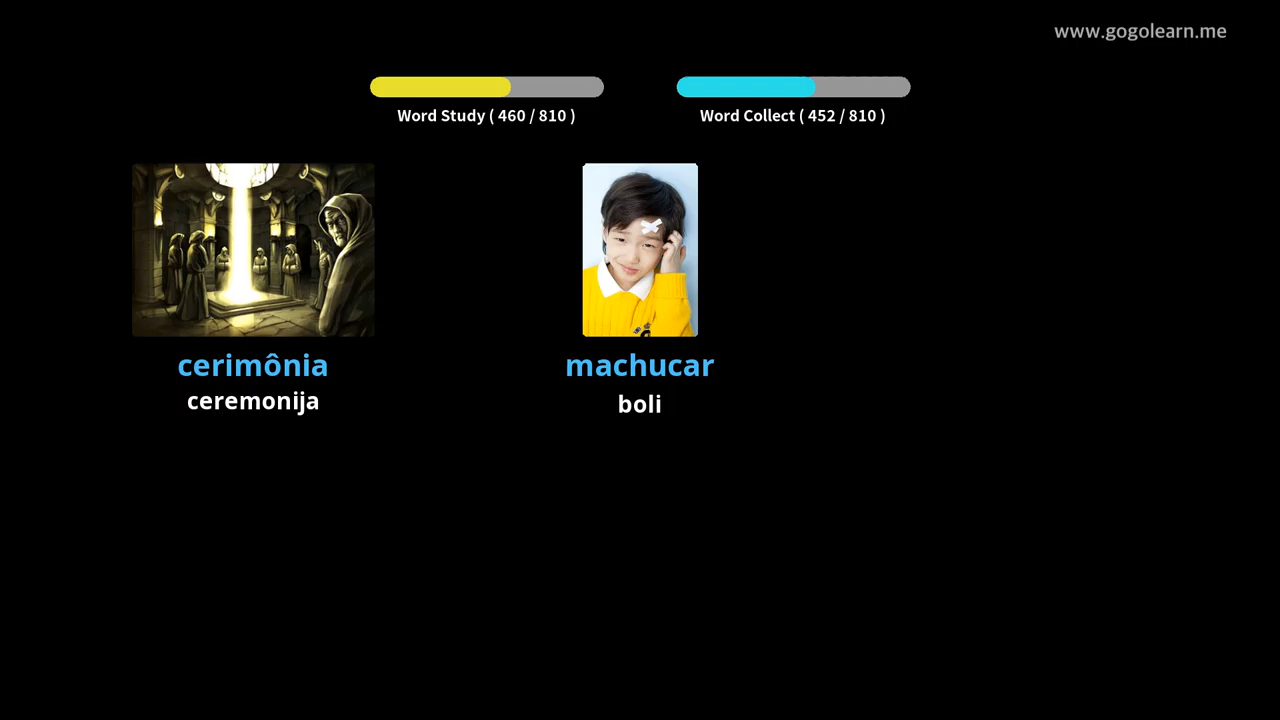 www.gogolearn.me
Word Study ( 460 / 810 )
Word Collect ( 452 / 810 )
cerimônia
ceremonija
machucar
boli